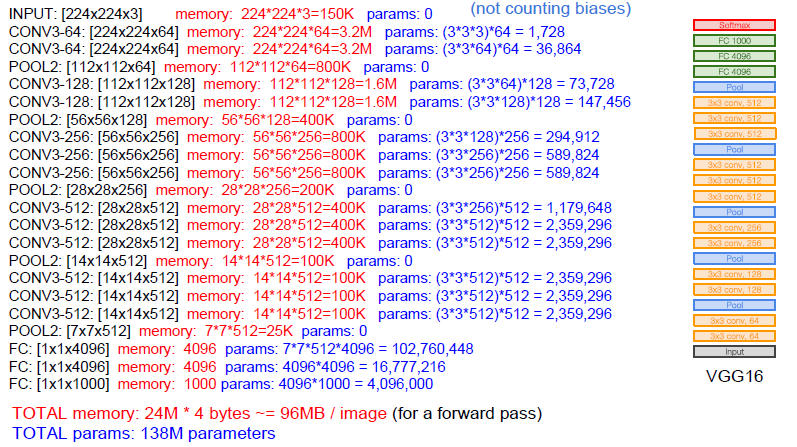 (not counting biases)
INPUT: [224x224x3] memory: 224*224*3=150K params: 0
CONV3-64: [224x224x64] memory: 224*224*64=3.2M params: (3*3*3)*64 = 1,728
CONV3-64: [224x224x64] memory: 224*224*64=3.2M params: (3*3*64)*64 = 36,864
POOL2: [112x112x64] memory: 112*112*64=800K params: 0
CONV3-128: [112x112x128] memory: 112*112*128=1.6M params: (3*3*64)*128 = 73,728
CONV3-128: [112x112x128] memory: 112*112*128=1.6M params: (3*3*128)*128 = 147,456
POOL2: [56x56x128] memory: 56*56*128=400K params: 0
CONV3-256: [56x56x256] memory: 56*56*256=800K params: (3*3*128)*256 = 294,912
CONV3-256: [56x56x256] memory: 56*56*256=800K params: (3*3*256)*256 = 589,824
CONV3-256: [56x56x256] memory: 56*56*256=800K params: (3*3*256)*256 = 589,824
POOL2: [28x28x256] memory: 28*28*256=200K params: 0
CONV3-512: [28x28x512] memory: 28*28*512=400K params: (3*3*256)*512 = 1,179,648
CONV3-512: [28x28x512] memory: 28*28*512=400K params: (3*3*512)*512 = 2,359,296
CONV3-512: [28x28x512] memory: 28*28*512=400K params: (3*3*512)*512 = 2,359,296
POOL2: [14x14x512] memory: 14*14*512=100K params: 0
CONV3-512: [14x14x512] memory: 14*14*512=100K params: (3*3*512)*512 = 2,359,296
CONV3-512: [14x14x512] memory: 14*14*512=100K params: (3*3*512)*512 = 2,359,296
CONV3-512: [14x14x512] memory: 14*14*512=100K params: (3*3*512)*512 = 2,359,296
POOL2: [7x7x512] memory: 7*7*512=25K params: 0
FC: [1x1x4096] memory: 4096 params: 7*7*512*4096 = 102,760,448
FC: [1x1x4096] memory: 4096 params: 4096*4096 = 16,777,216
FC: [1x1x1000] memory: 1000 params: 4096*1000 = 4,096,000
TOTAL memory: 24M * 4 bytes ~= 96MB / image (for a forward pass)
TOTAL params: 138M parameters
Softmax
FC 1000
FC 4096
FC 4096
Pool
3x3 conv, 512
3x3 conv, 512
3x3 conv, 512
Pool
3x3 conv, 512
3x3 conv, 512
3x3 conv, 512
Pool
3x3 conv, 256
3x3 conv, 256
Pool
3x3 conv, 128
3x3 conv, 128
Pool
3x3 conv, 64
3x3 conv, 64
Input
VGG16